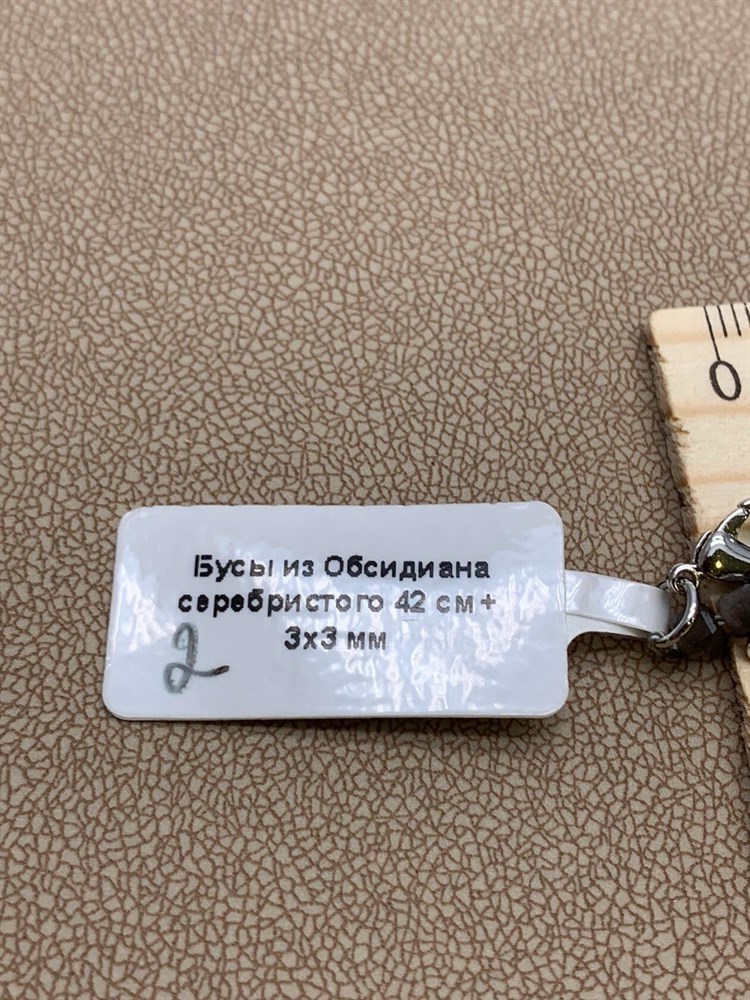 Бусы из Обсидиана
серебристого 42 см+
3х3 мм
2
0